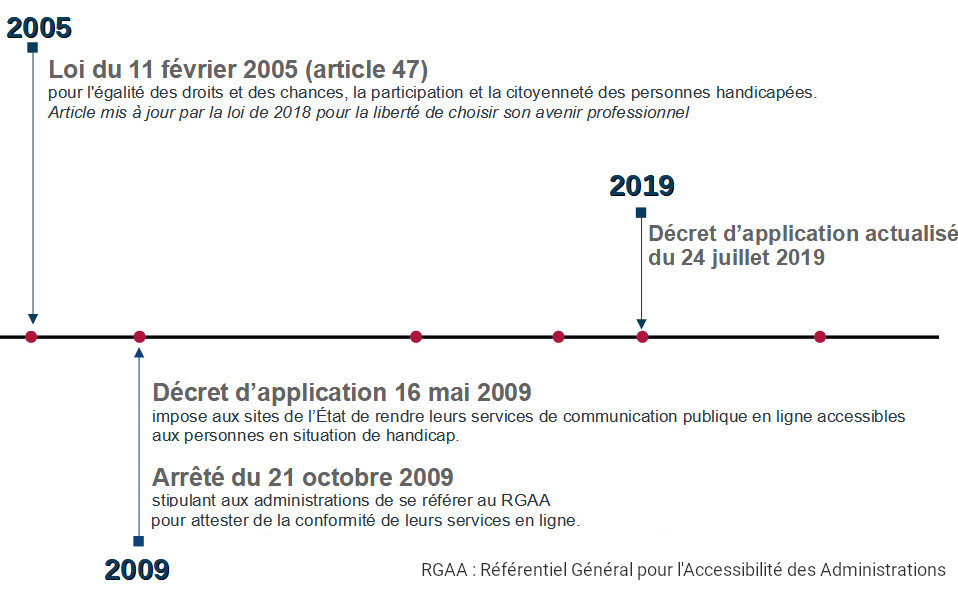 2005
Loi du 11 février 2005 (article 47)
pour l'égalité des droits et des chances, la participation et la citoyenneté des personnes handicapées.
Article mis à jour par la loi de 2018 pour la liberté de choisir son avenir professionnel
2019
Décret d’application actualisé
du 24 juillet 2019
Décret d’application 16 mai 2009
impose aux sites de l’État de rendre leurs services de communication publique en ligne accessibles
aux personnes en situation de handicap.
Arrêté du 21 octobre 2009
stipulant aux administrations de se référer au RGAA
pour attester de la conformité de leurs services en ligne.
2009
RGAA : Référentiel Général pour l'Accessibilité des Administrations